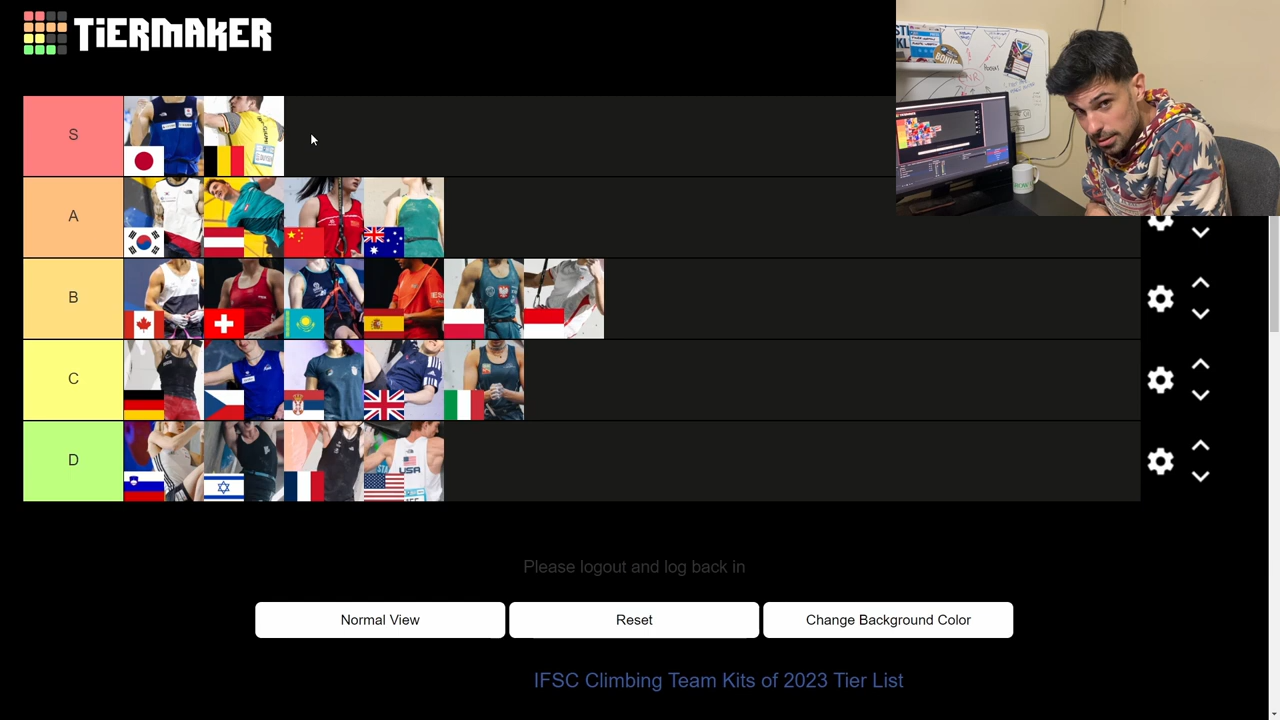 TiERMAKER
S
A
B
C
D
USA
Please logout and log back in
Normal View
Reset
Change Background Color
IFSC Climbing Team Kits of 2023 Tier List